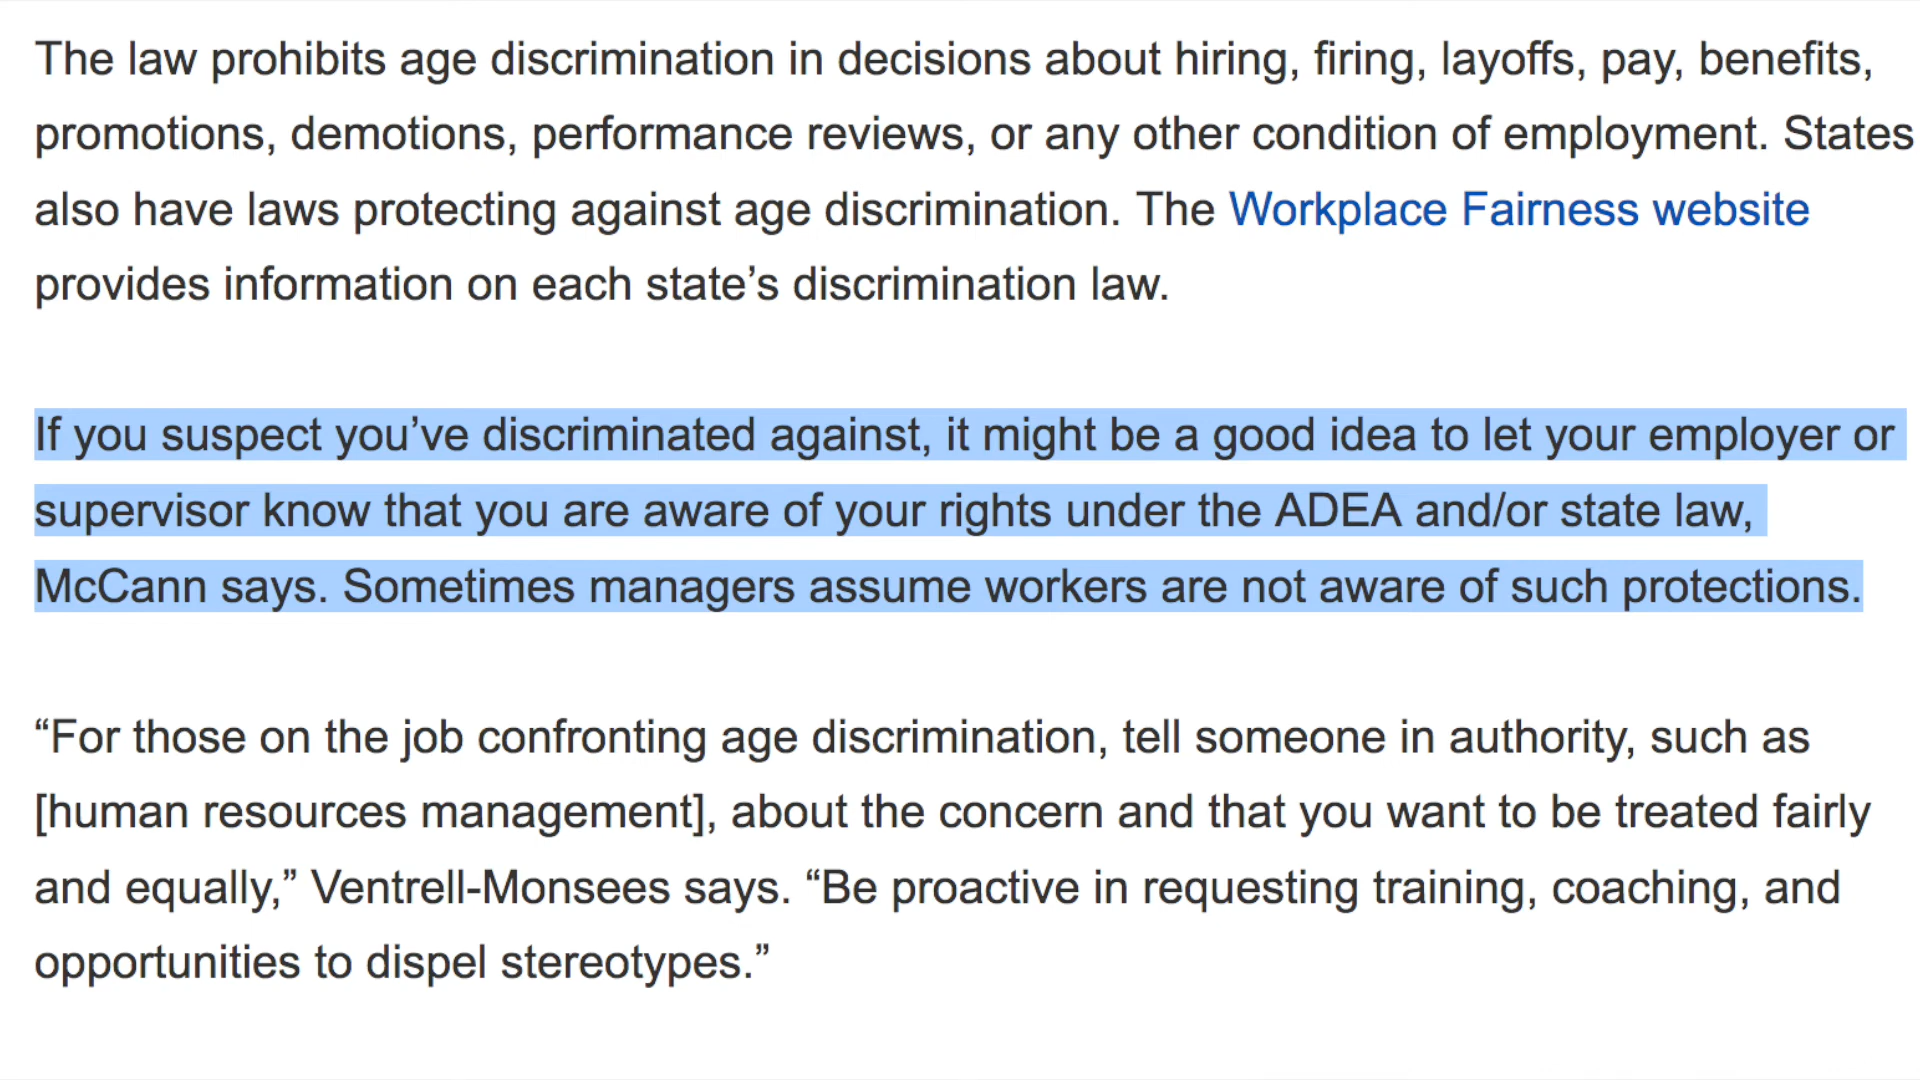 The law prohibits age discrimination in decisions about hiring, firing, layoffs, pay, benefits,
promotions, demotions, performance reviews, or any other condition of employment. States
also have laws protecting against age discrimination. The Workplace Fairness website
provides information on each state’s discrimination law.
If you suspect you’ve discriminated against, it might be a good idea to let your employer or
supervisor know that you are aware of your rights under the ADEA and/or state law,
McCann says. Sometimes managers assume workers are not aware of such protections.
“For those on the job confronting age discrimination, tell someone in authority, such as
[human resources management], about the concern and that you want to be treated fairly
and equally,” Ventrell-Monsees says. “Be proactive in requesting training, coaching, and
opportunities to dispel stereotypes.”